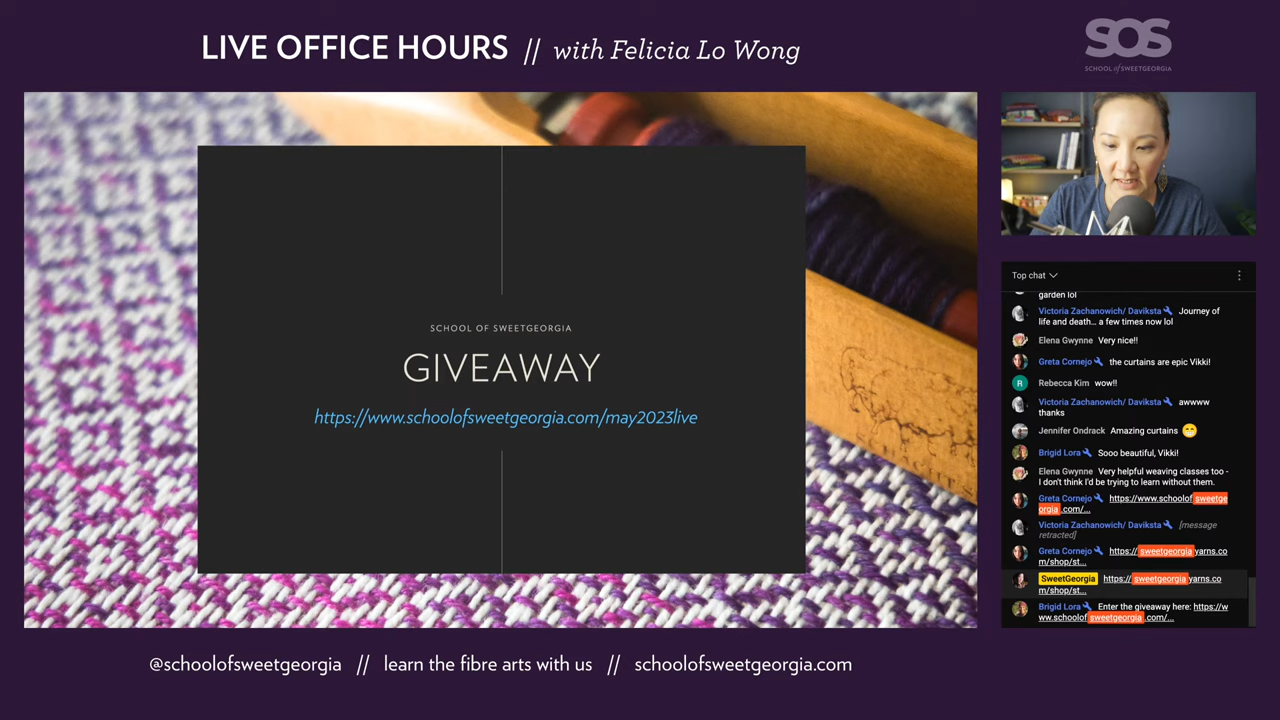 LIVE OFFICE HOURS // with Felicia Lo Wong
SOS
SCHOOL of SWEETGEORGIA
SCHOOL OF SWEETGEORGIA
GIVEAWAY
https://www.schoolofsweetgeorgia.com/may2023live
Top chat
garden lol
Victoria Zachanowich/ Daviksta Journey of
life and death… a few times now lol
Elena Gwynne Very nice!!
Greta Cornejo the curtains are epic Vikki!
R Rebecca Kim wow!!
Victoria Zachanowich/ Daviksta awwww
thanks
Jennifer Ondrack Amazing curtains 😁
Brigid Lora Sooo beautiful, Vikki!
Elena Gwynne Very helpful weaving classes too -
I don't think I'd be trying to learn without them.
Greta Cornejo https://www.schoolofsweetge
orgia.com/...
Victoria Zachanowich/ Daviksta [message
retracted]
Greta Cornejo https://sweetgeorgiayarns.co
m/shop/st...
SweetGeorgia https://sweetgeorgiayarns.co
m/shop/st...
Brigid Lora Enter the giveaway here: https://w
ww.schoolofsweetgeorgia.com/...
@schoolofsweetgeorgia // learn the fibre arts with us // schoolofsweetgeorgia.com